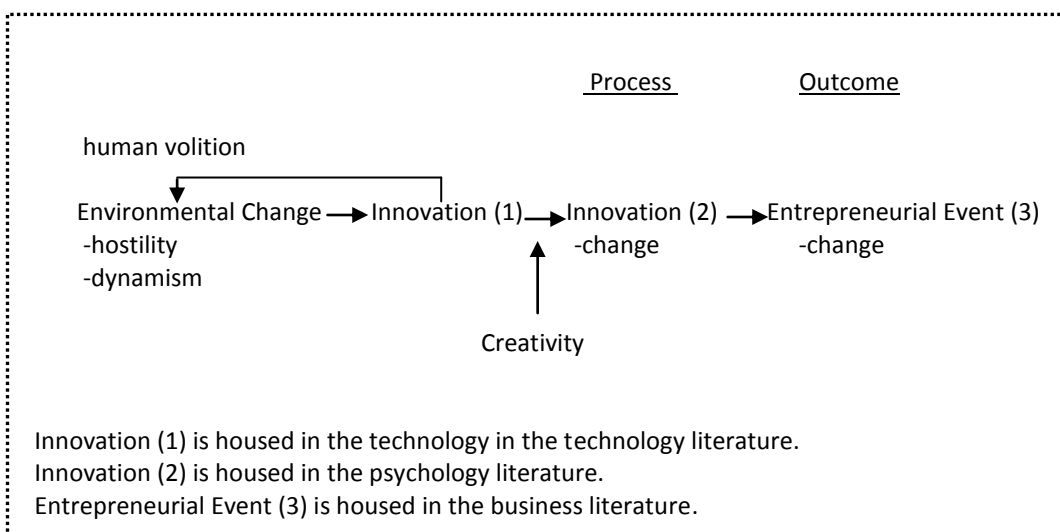 Process Outcome
human volition
Environmental Change Innovation (1) Innovation (2) Entrepreneurial Event (3)
-hostility -change -change
-dynamism
Creativity
Innovation (1) is housed in the technology in the technology literature.
Innovation (2) is housed in the psychology literature.
Entrepreneurial Event (3) is housed in the business literature.